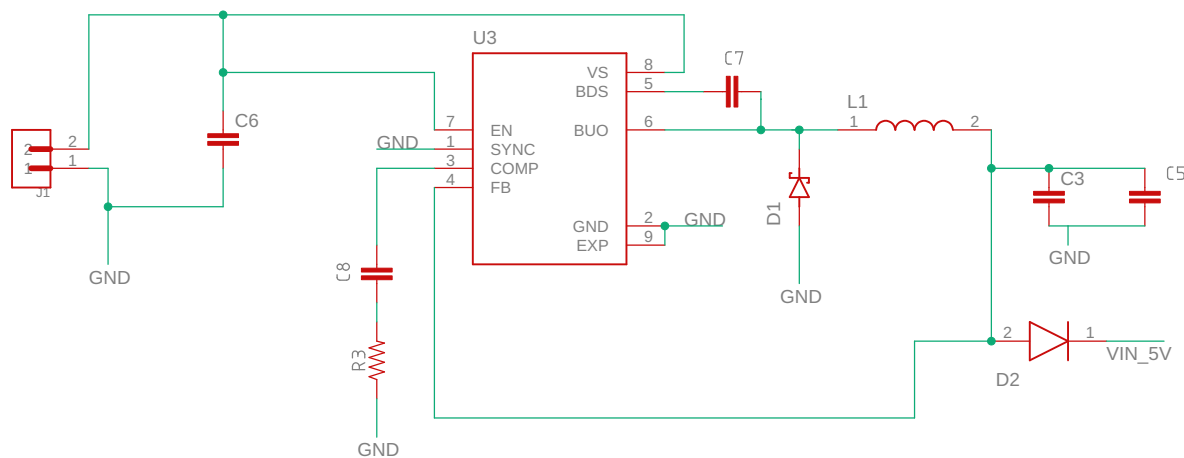 U3
C7
VS 8
BDS 5
L1
C6
7 EN
BUO 6
1 2
2 2
GND 1 SYNC
1 1
3 COMP
C3
C5
J1
4 FB
D1
GND 2 GND
EXP 9
GND
GND
C8
GND
2 1
R3
VIN_5V
D2
GND